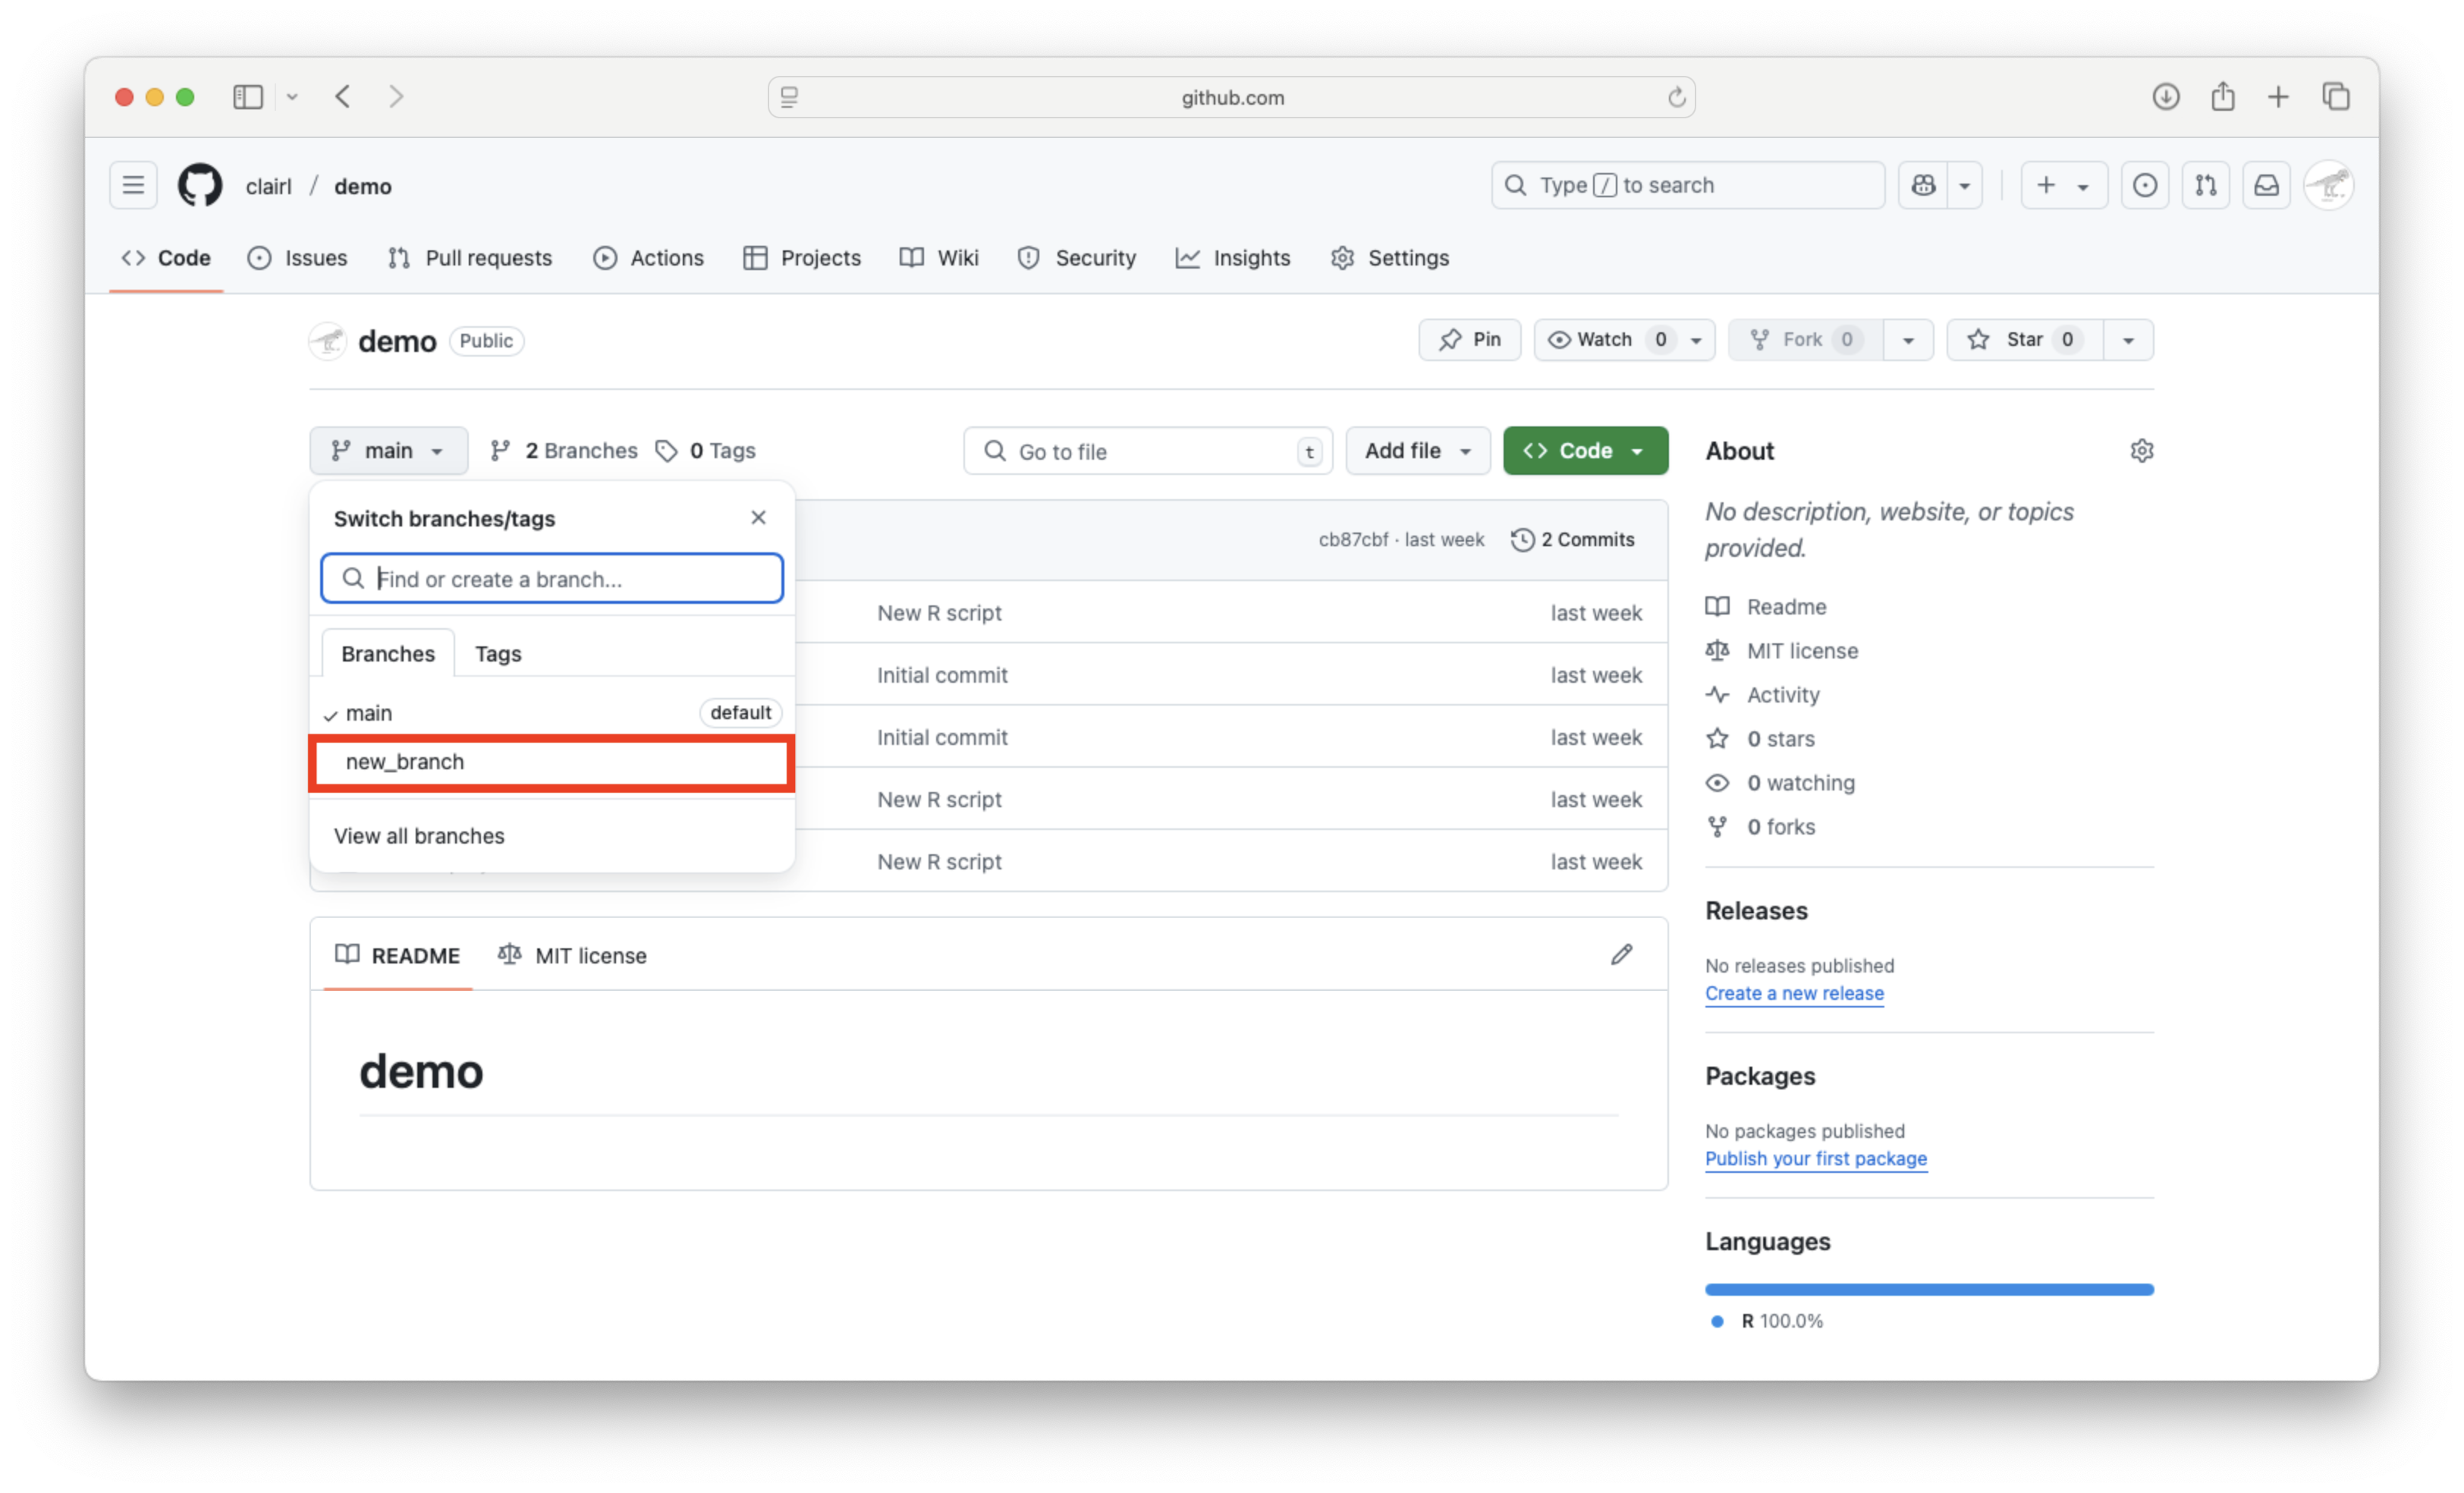 github.com
clairl / demo
Type / to search
Code Issues Pull requests Actions Projects Wiki Security Insights Settings
demo Public
Pin Watch 0 Fork 0 Star 0
main 2 Branches 0 Tags Go to file t Add file Code
Switch branches/tags
Find or create a branch...
Branches Tags
main default
new_branch
View all branches
cb87cbf · last week 2 Commits
New R script last week
Initial commit last week
Initial commit last week
New R script last week
New R script last week
README MIT license
demo
About
No description, website, or topics
provided.
Readme
MIT license
Activity
0 stars
0 watching
0 forks
Releases
No releases published
Create a new release
Packages
No packages published
Publish your first package
Languages
R 100.0%